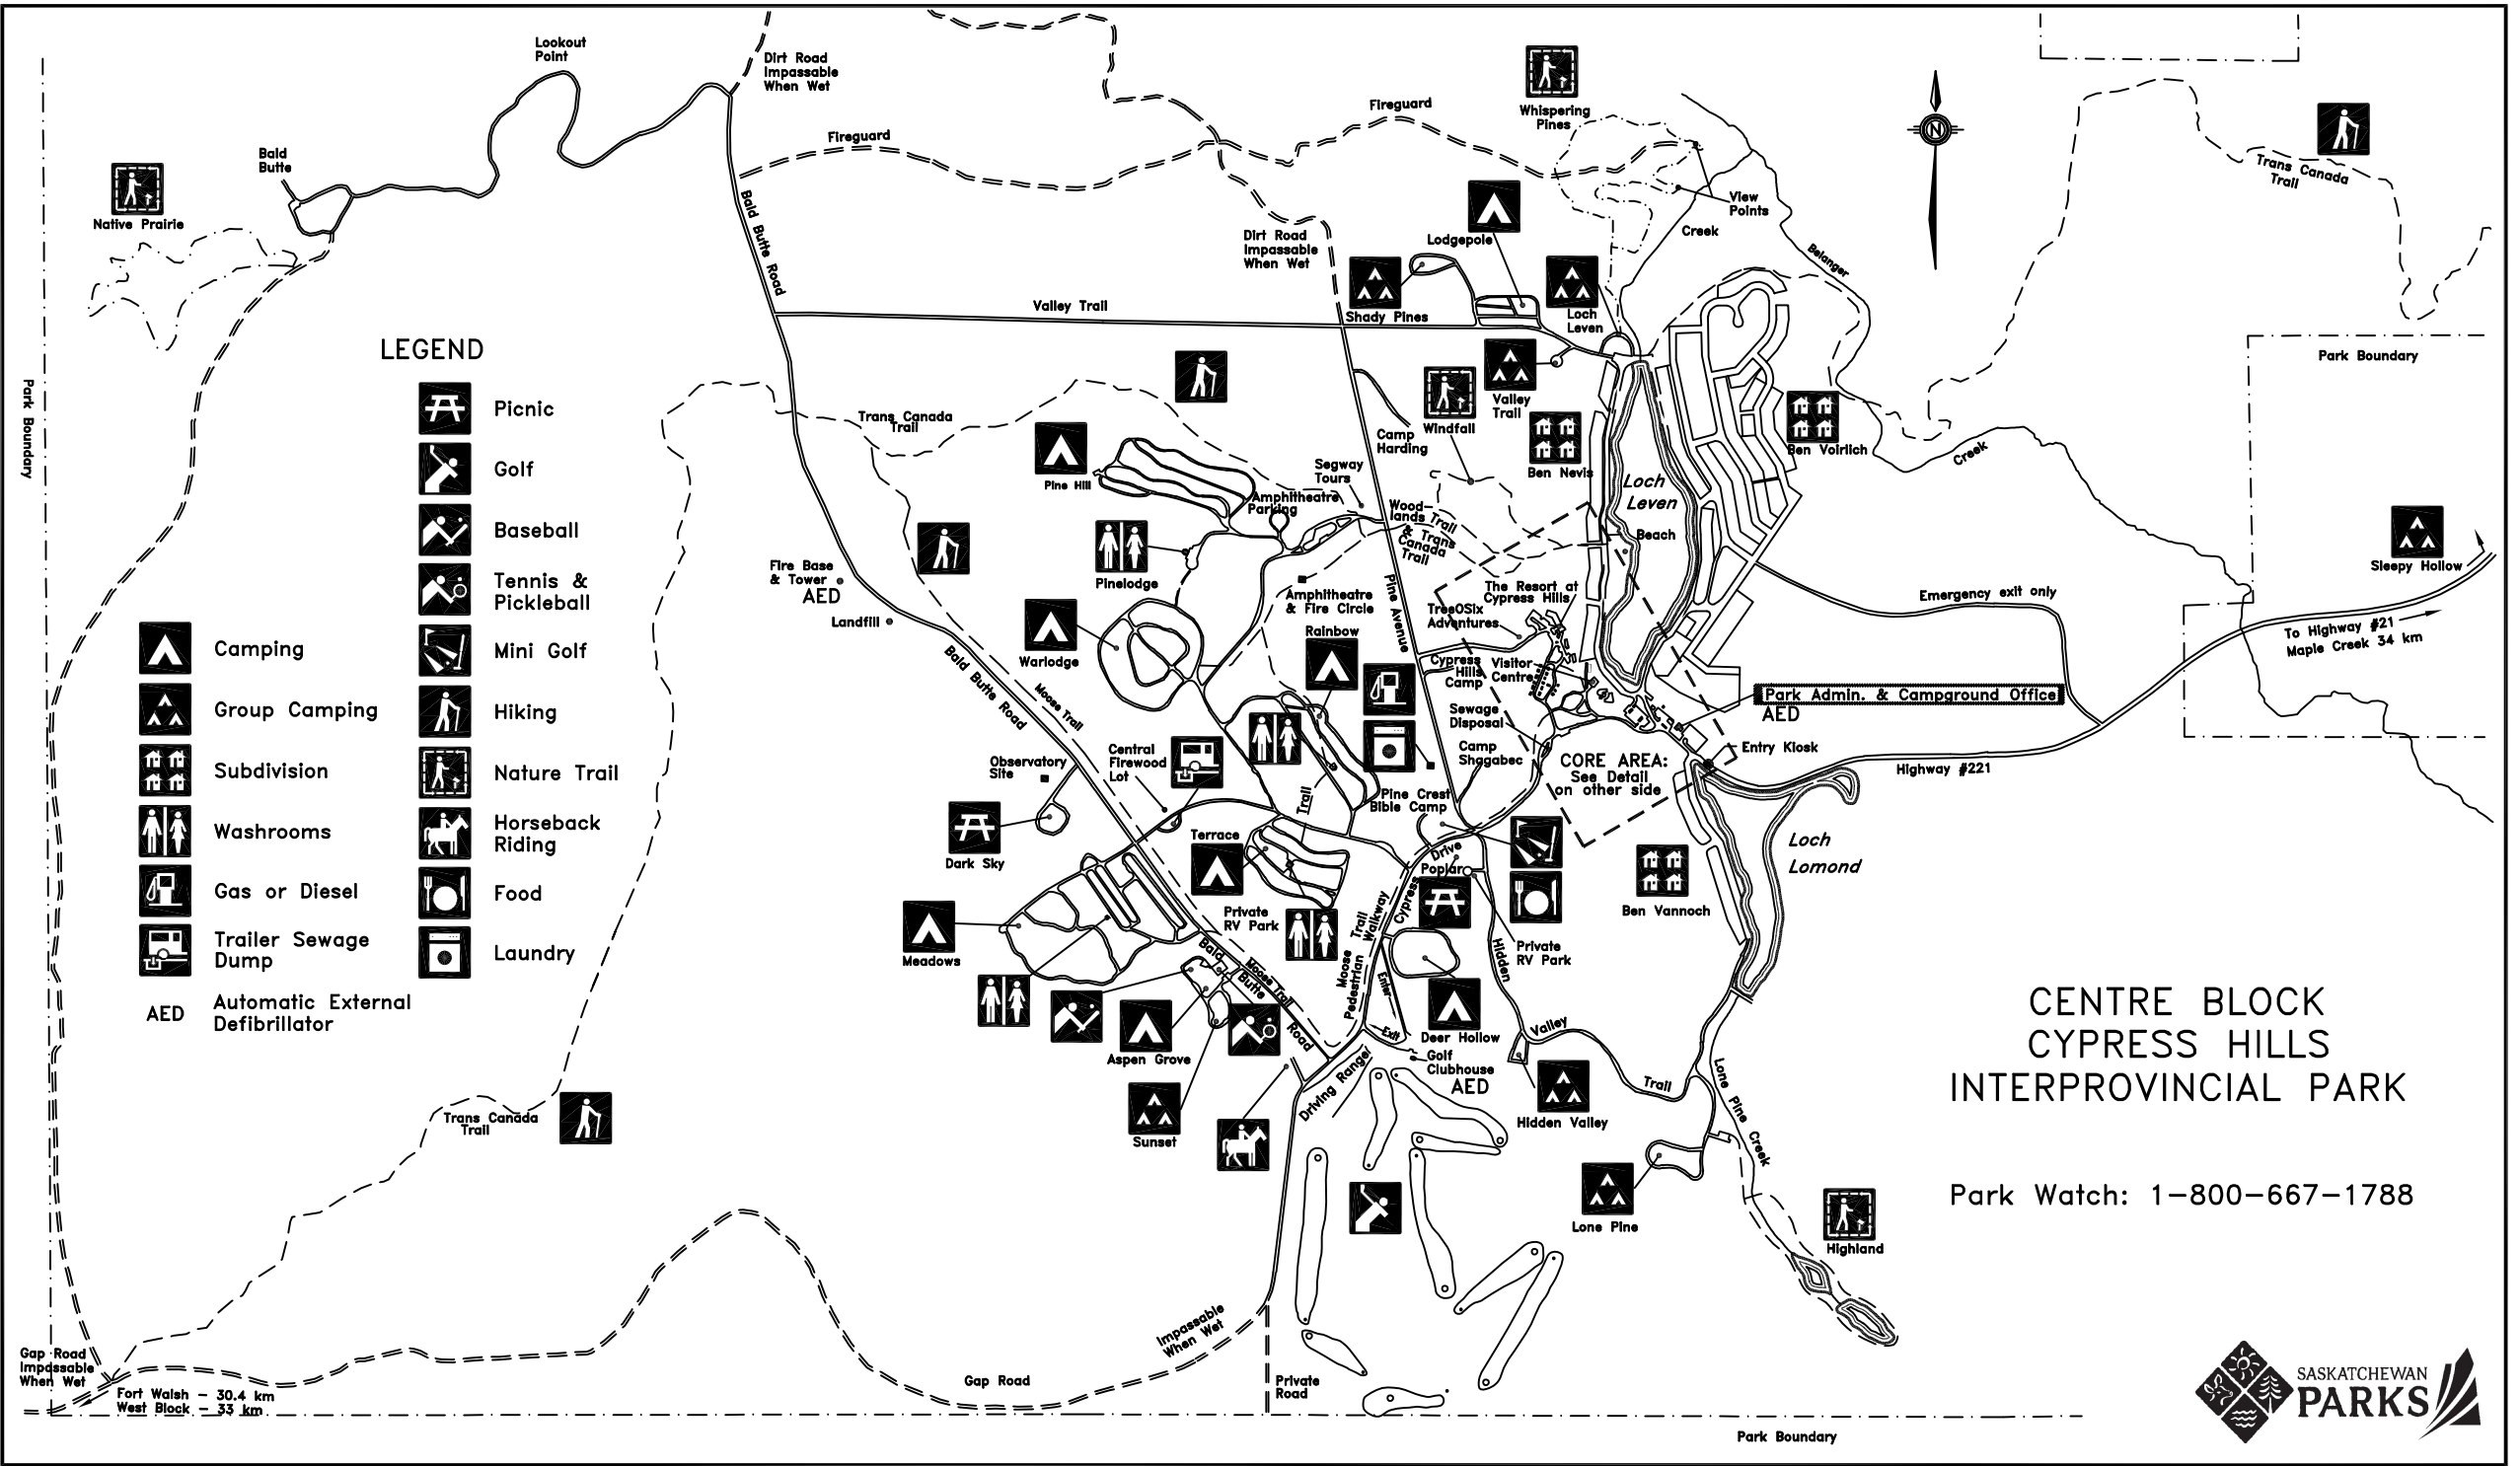 Lookout
Point
Dirt Road
Impassable
When Wet
Fireguard
Fireguard
Whispering
Pines
N
Trans Canada
Trail
Bald
Butte
Native Prairie
Bald Butte Road
View
Points
Creek
Belanger
Dirt Road
Impassable
When Wet
Lodgepole
Shady Pines
Loch
Leven
Valley Trail
Park Boundary
Park Boundary
LEGEND
Picnic
Golf
Baseball
Tennis &
Pickleball
Mini Golf
Hiking
Nature Trail
Horseback
Riding
Food
Laundry
Camping
Group Camping
Subdivision
Washrooms
Gas or Diesel
Trailer Sewage
Dump
AED
Automatic External
Defibrillator
Trans Canada
Trail
Pine Hill
Camp
Harding
Windfall
Valley
Trail
Ben Nevis
Ben Voirlich
Creek
Segway
Tours
Amphitheatre
Parking
Wood-
lands Trail
& Trans
Canada
Trail
Loch
Leven
Beach
Pinelodge
Fire Base
& Tower
AED
Landfill
Amphitheatre
& Fire Circle
Pine Avenue
The Resort at
Cypress Hills
TreeOSix
Adventures
Sleepy Hollow
Emergency exit only
To Highway #21
Maple Creek 34 km
Warlodge
Rainbow
Bald Butte Road
Moose Trail
Cypress
Hills
Camp
Visitor
Centre
Sewage
Disposal
Park Admin. & Campground Office
AED
Entry Kiosk
Highway #221
Observatory
Site
Central
Firewood
Lot
Camp
Shagabec
CORE AREA:
See Detail
on other side
Pine Crest
Bible Camp
Trail
Dark Sky
Terrace
Drive
Cypress
Poplar
Loch
Lomond
Private
RV Park
Ben Vannoch
Meadows
Moose Trail
Pedestrian Walkway
Private
RV Park
Hidden
Valley
Trail
Bald
Butte
Road
Moose Trail
Enter
Exit
Deer Hollow
Aspen Grove
Golf
Clubhouse
AED
Driving Range
Sunset
Hidden Valley
Lone Pine Creek
CENTRE BLOCK
CYPRESS HILLS
INTERPROVINCIAL PARK
Park Watch: 1-800-667-1788
Trans Canada
Trail
Lone Pine
Highland
Impassable
When Wet
Gap Road
Impassable
When Wet
Fort Walsh - 30.4 km
West Block - 33 km
Gap Road
Private
Road
Park Boundary
SASKATCHEWAN
PARKS